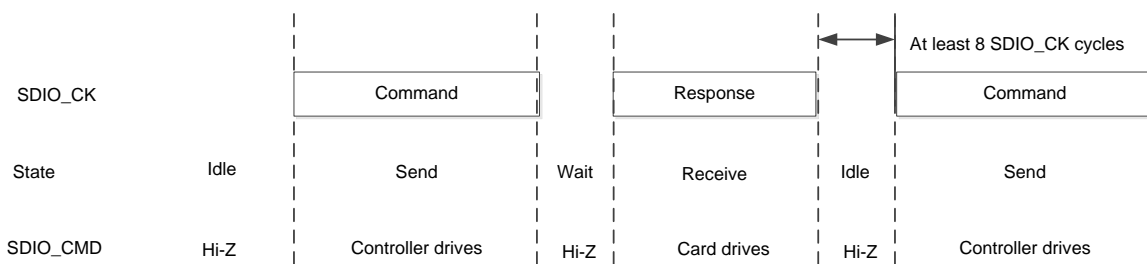 At least 8 SDIO_CK cycles
SDIO_CK Command Response Command
State Idle Send Wait Receive Idle Send
SDIO_CMD Hi-Z Controller drives Hi-Z Card drives Hi-Z Controller drives